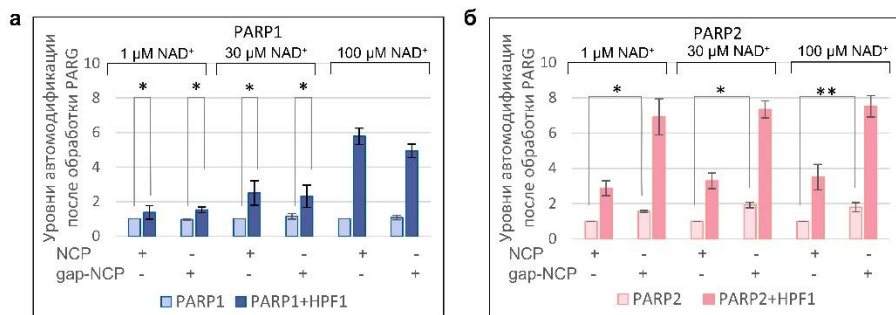 а
PARP1
1 µM NAD⁺ 30 µM NAD⁺ 100 µM NAD⁺
* * * *
Уровни автомодификации
после обработки PARG
10
8
6
4
2
0
NCP + - + - + -
gap-NCP - + - + - +
PARP1 PARP1+HPF1
б
PARP2
1 µM NAD⁺ 30 µM NAD⁺ 100 µM NAD⁺
* * **
Уровни автомодификации
после обработки PARG
10
8
6
4
2
0
NCP + - + - + -
gap-NCP - + - + - +
PARP2 PARP2+HPF1